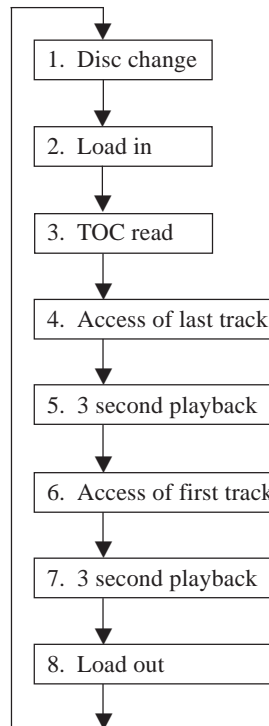 1. Disc change
2. Load in
3. TOC read
4. Access of last track
5. 3 second playback
6. Access of first track
7. 3 second playback
8. Load out